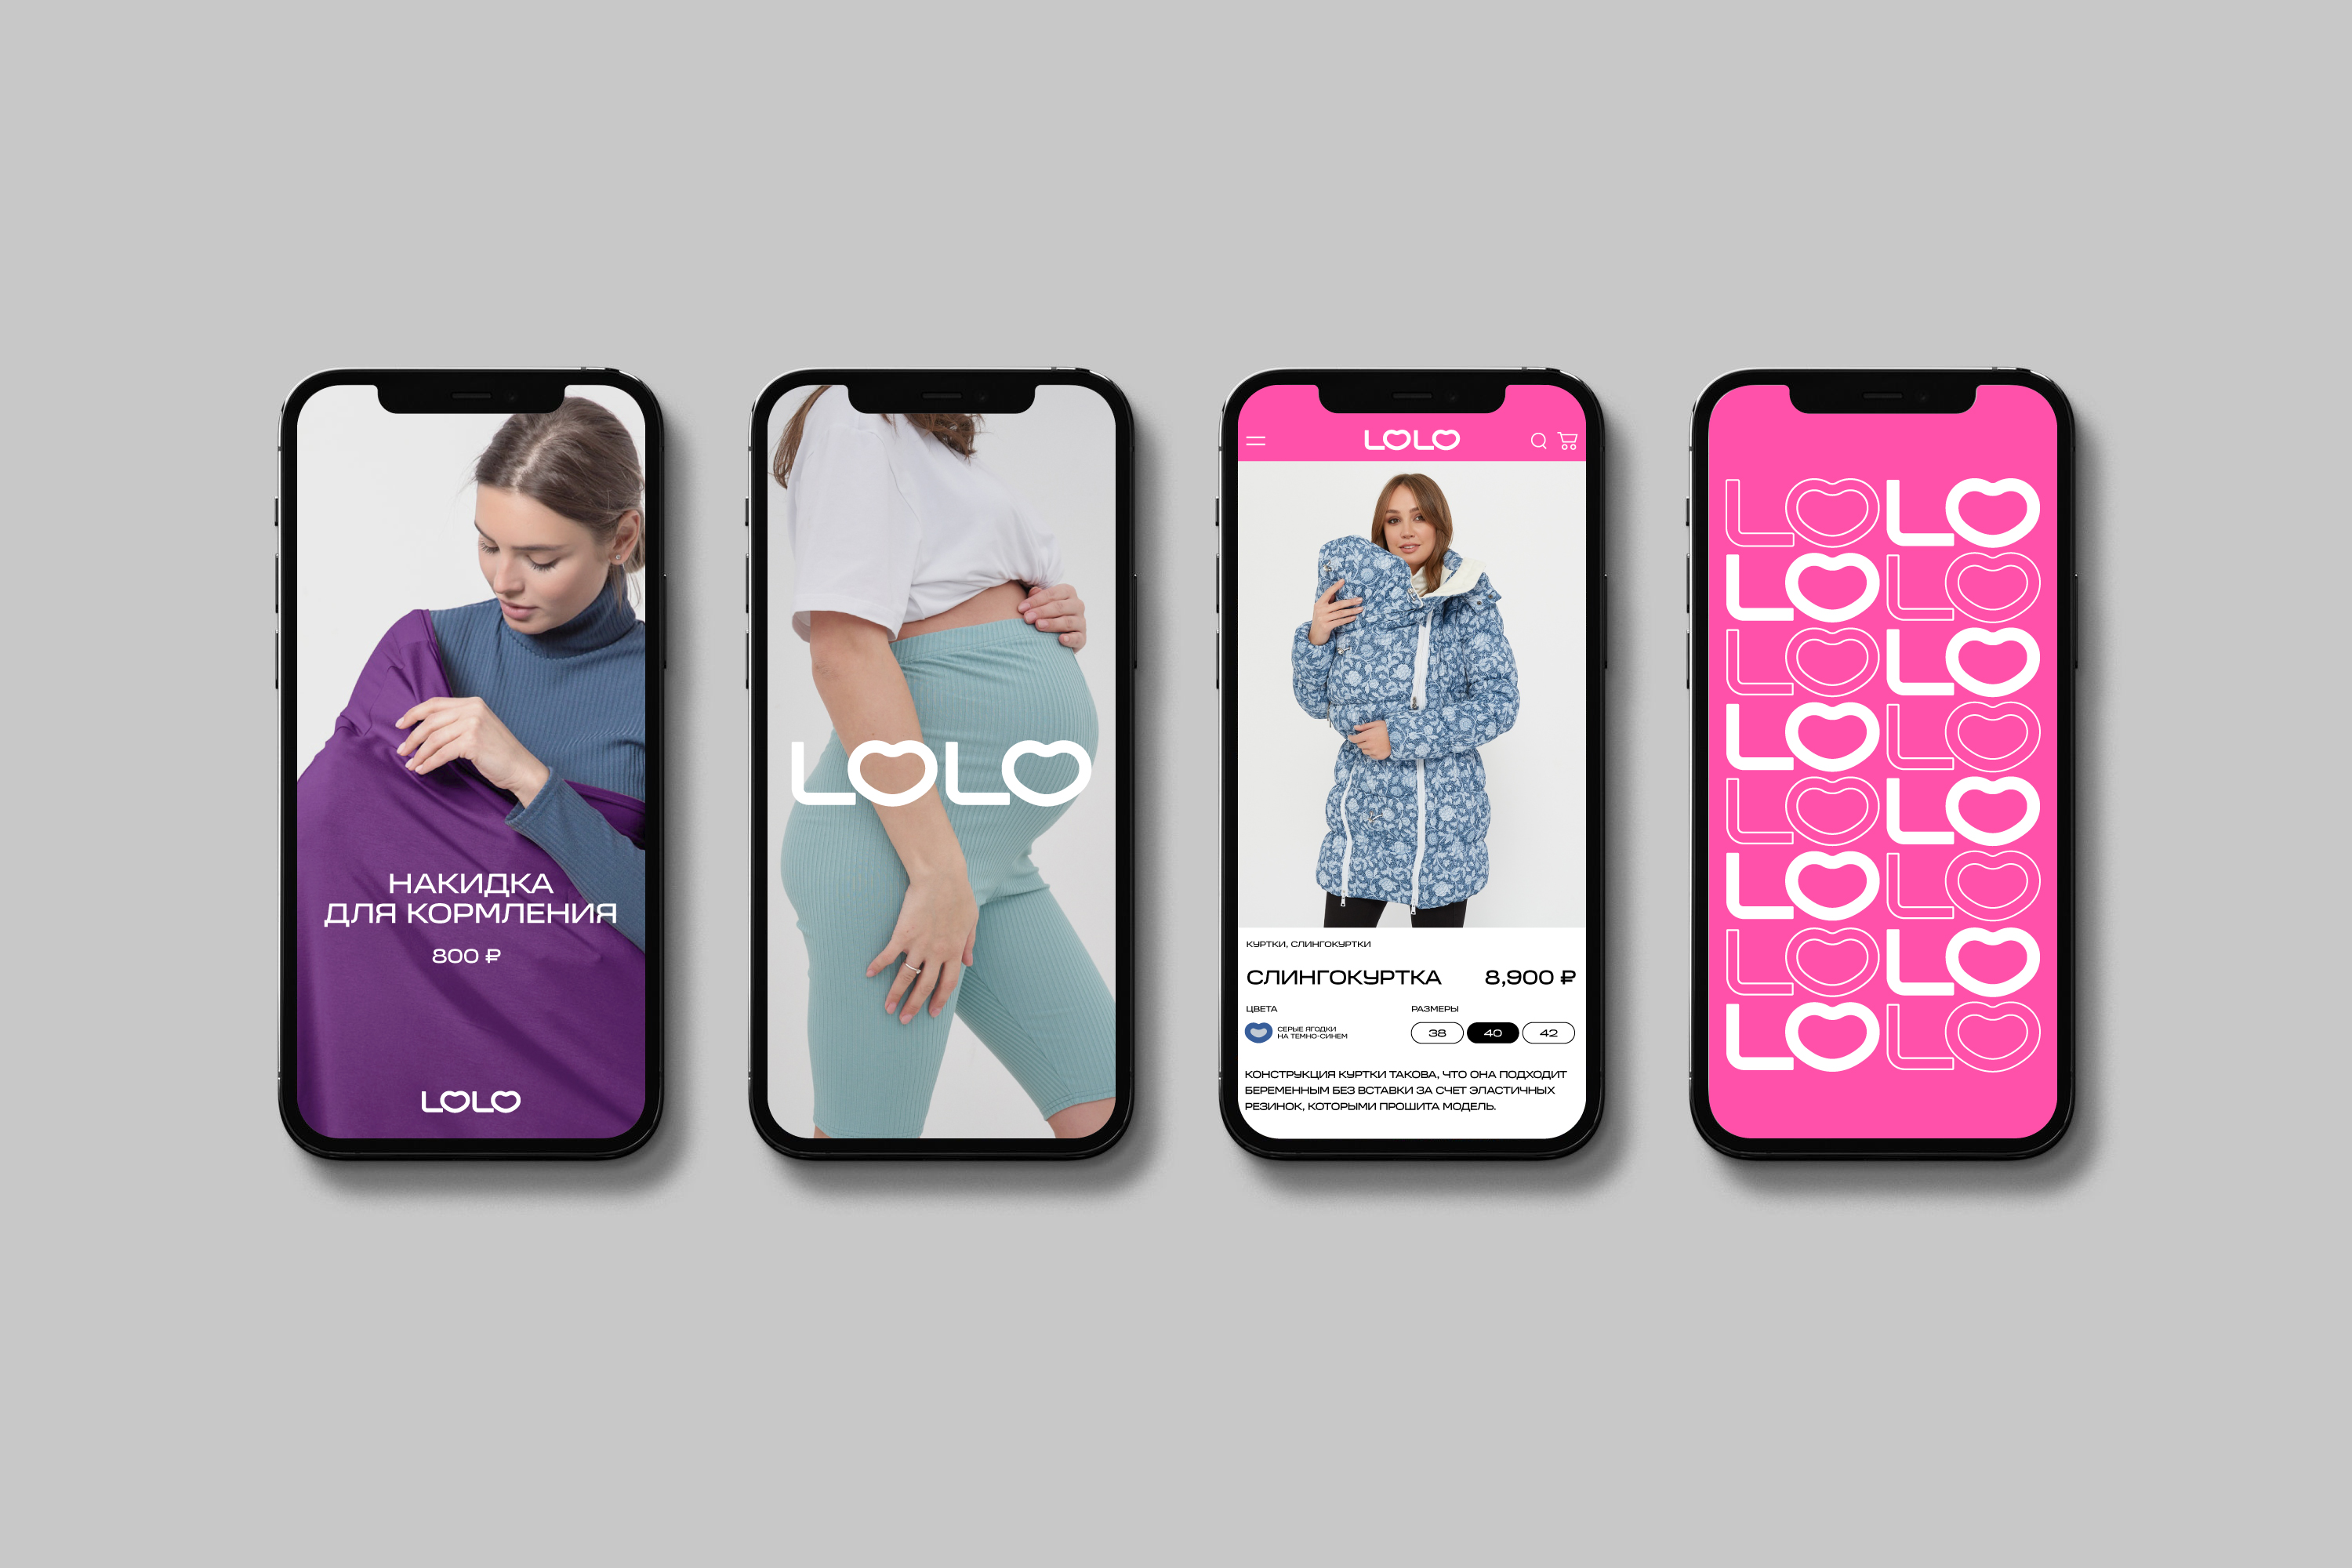 НАКИДКА
ДЛЯ КОРМЛЕНИЯ
800 ₽
LOLO
LOLO
LOLO
КУРТКИ, СЛИНГОКУРТКИ
СЛИНГОКУРТКА 8,900 ₽
ЦВЕТА РАЗМЕРЫ
СЕРЫЕ ЯГОДКИ
НА ТЕМНО-СИНЕМ
38 40 42
КОНСТРУКЦИЯ КУРТКИ ТАКОВА, ЧТО ОНА ПОДХОДИТ
БЕРЕМЕННЫМ БЕЗ ВСТАВКИ ЗА СЧЕТ ЭЛАСТИЧНЫХ
РЕЗИНОК, КОТОРЫМИ ПРОШИТА МОДЕЛЬ.
LOLO
LOLO
LOLO
LOLO
LOLO
LOLO
LOLO
LOLO